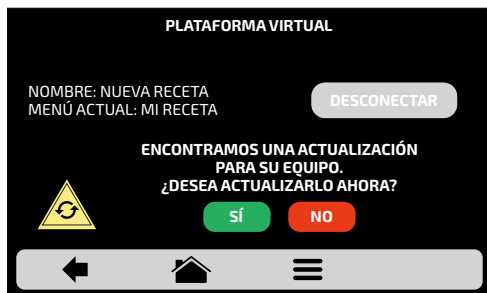 PLATAFORMA VIRTUAL
NOMBRE: NUEVA RECETA
MENÚ ACTUAL: MI RECETA
DESCONECTAR
ENCONTRAMOS UNA ACTUALIZACIÓN
PARA SU EQUIPO.
¿DESEA ACTUALIZARLO AHORA?
SÍ
NO